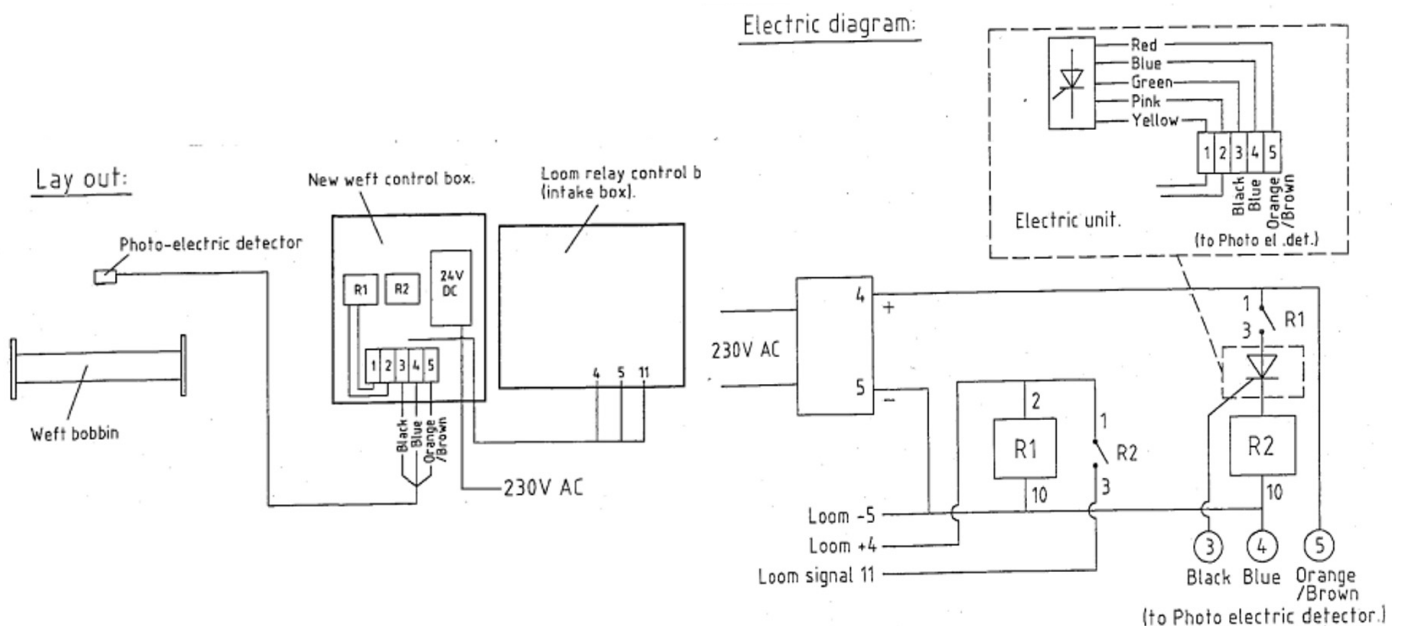 Lay out:
Photo-electric detector
Weft bobbin
New weft control box.
R1
R2
24V
DC
1 2 3 4 5
Black
Blue
Orange
/Brown
230V AC
Loom relay control b
(intake box).
4 5 11
Electric diagram:
Red
Blue
Green
Pink
Yellow
1 2 3 4 5
Black
Blue
Orange
/Brown
(to Photo el .det.)
Electric unit.
230V AC
4
+
5
-
1
R1
3
2
R1
10
1
R2
3
R2
10
Loom -5
Loom +4
Loom signal 11
3 4 5
Black Blue Orange
/Brown
(to Photo electric detector.)